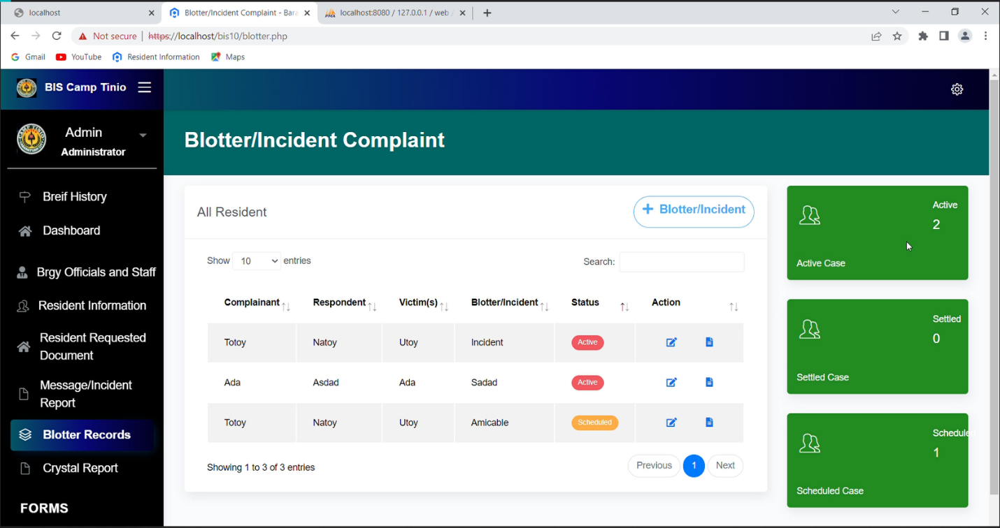 localhost
Blotter/Incident Complaint - Bara
localhost:8080 / 127.0.0.1 / web
Not secure | https://localhost/bis10/blotter.php
Gmail YouTube Resident Information Maps
BIS Camp Tinio
Admin
Administrator
Breif History
Dashboard
Brgy Officials and Staff
Resident Information
Resident Requested
Document
Message/Incident
Report
Blotter Records
Crystal Report
FORMS
Blotter/Incident Complaint
All Resident
+ Blotter/Incident
Show 10 entries
Search:
Complainant Respondent Victim(s) Blotter/Incident Status Action
Totoy Natoy Utoy Incident Active
Ada Asdad Ada Sadad Active
Totoy Natoy Utoy Amicable Scheduled
Showing 1 to 3 of 3 entries
Previous 1 Next
Active
2
Active Case
Settled
0
Settled Case
Scheduled
1
Scheduled Case